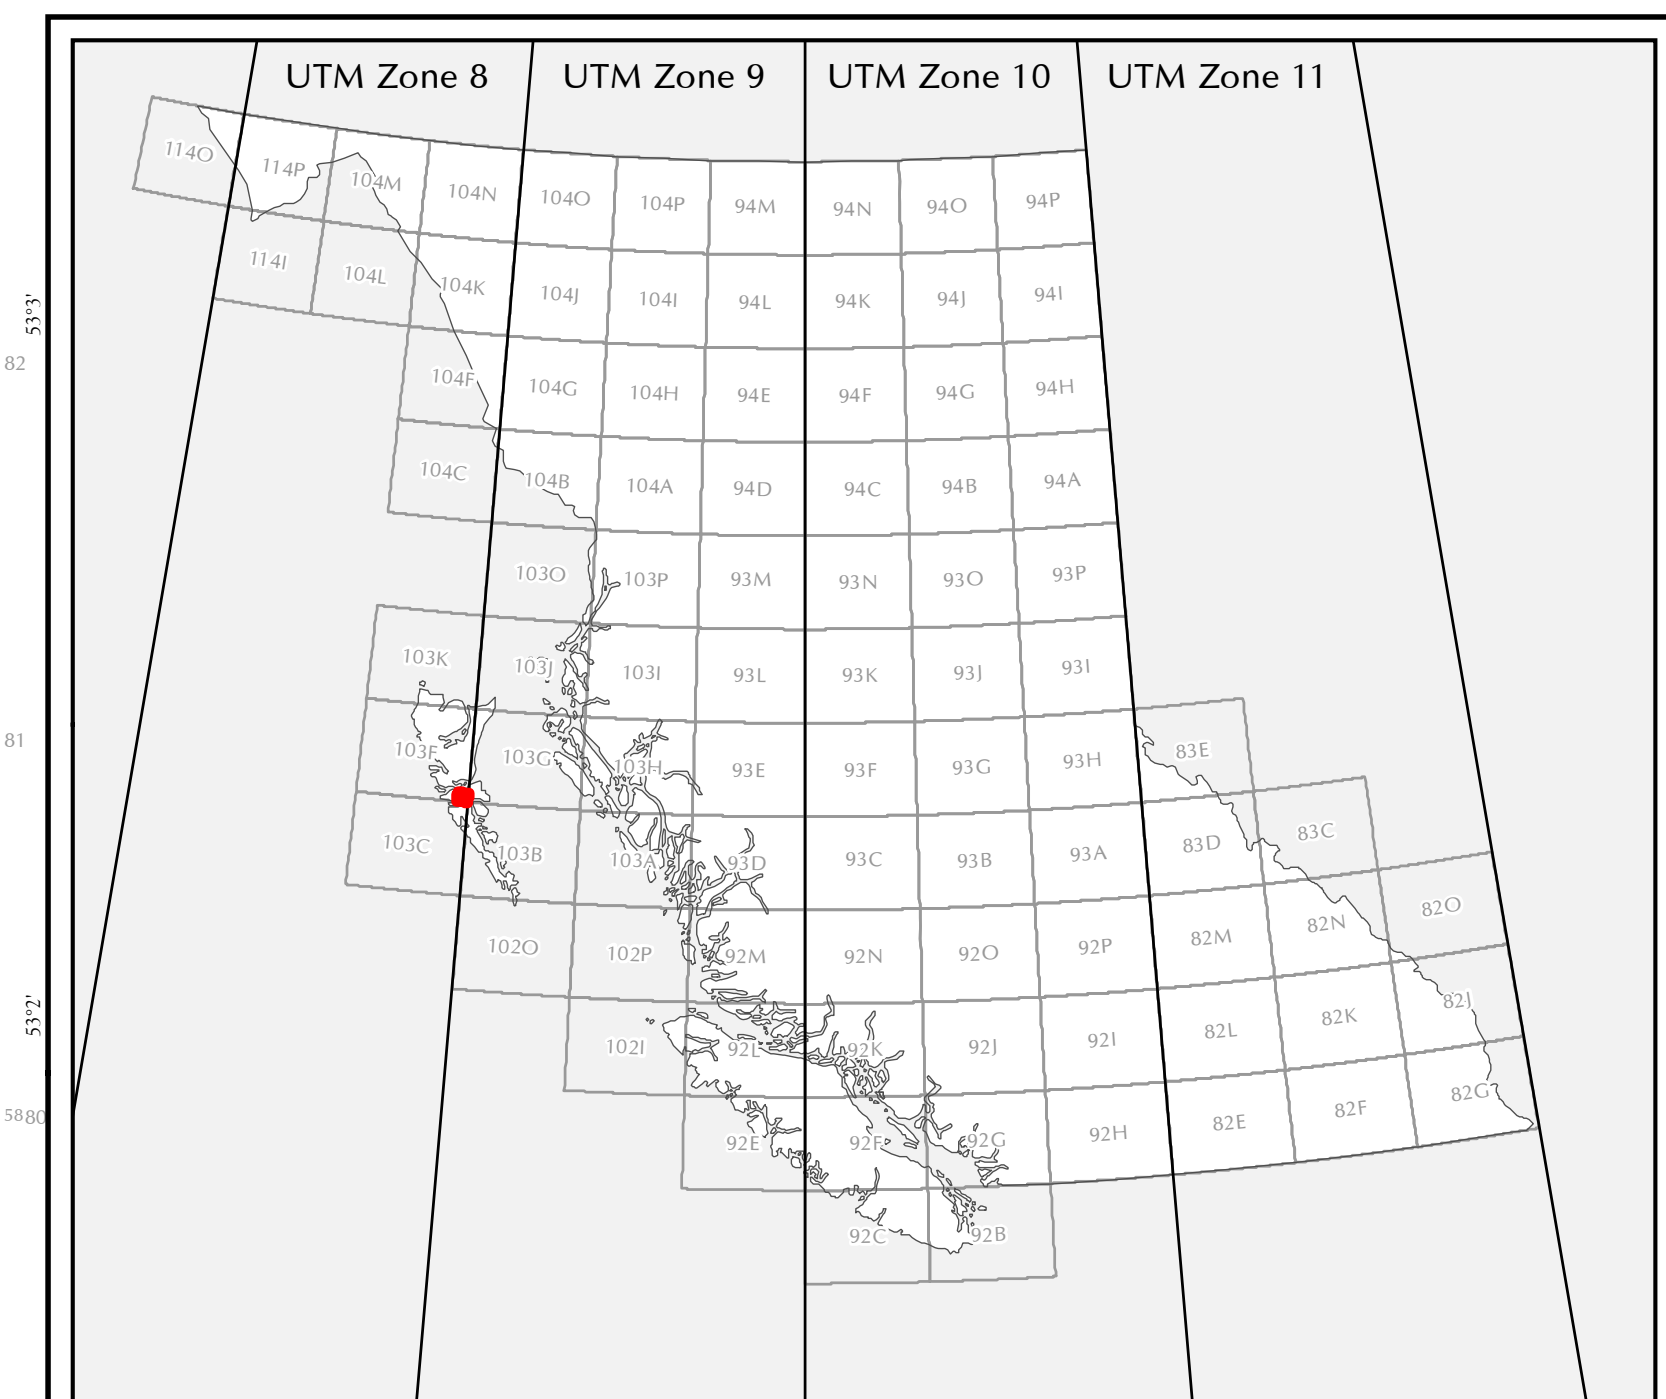 UTM Zone 8 UTM Zone 9 UTM Zone 10 UTM Zone 11
114O 114P 104M 104N 104O 104P 94M 94N 94O 94P
114I 104L 104K 104J 104I 94L 94K 94J 94I
53°3'
82
104F 104G 104H 94E 94F 94G 94H
104C 104B 104A 94D 94C 94B 94A
103O 103P 93M 93N 93O 93P
103K 103J 103I 93L 93K 93J 93I
81
103F 103G 103H 93E 93F 93G 93H 83E
103C 103B 103A 93D 93C 93B 93A 83D 83C
102O 102P 92M 92N 92O 92P 82M 82N 82O
53°2'
102I 92L 92K 92J 92I 82L 82K 82J
5880
92E 92F 92G 92H 82E 82F 82G
92C 92B